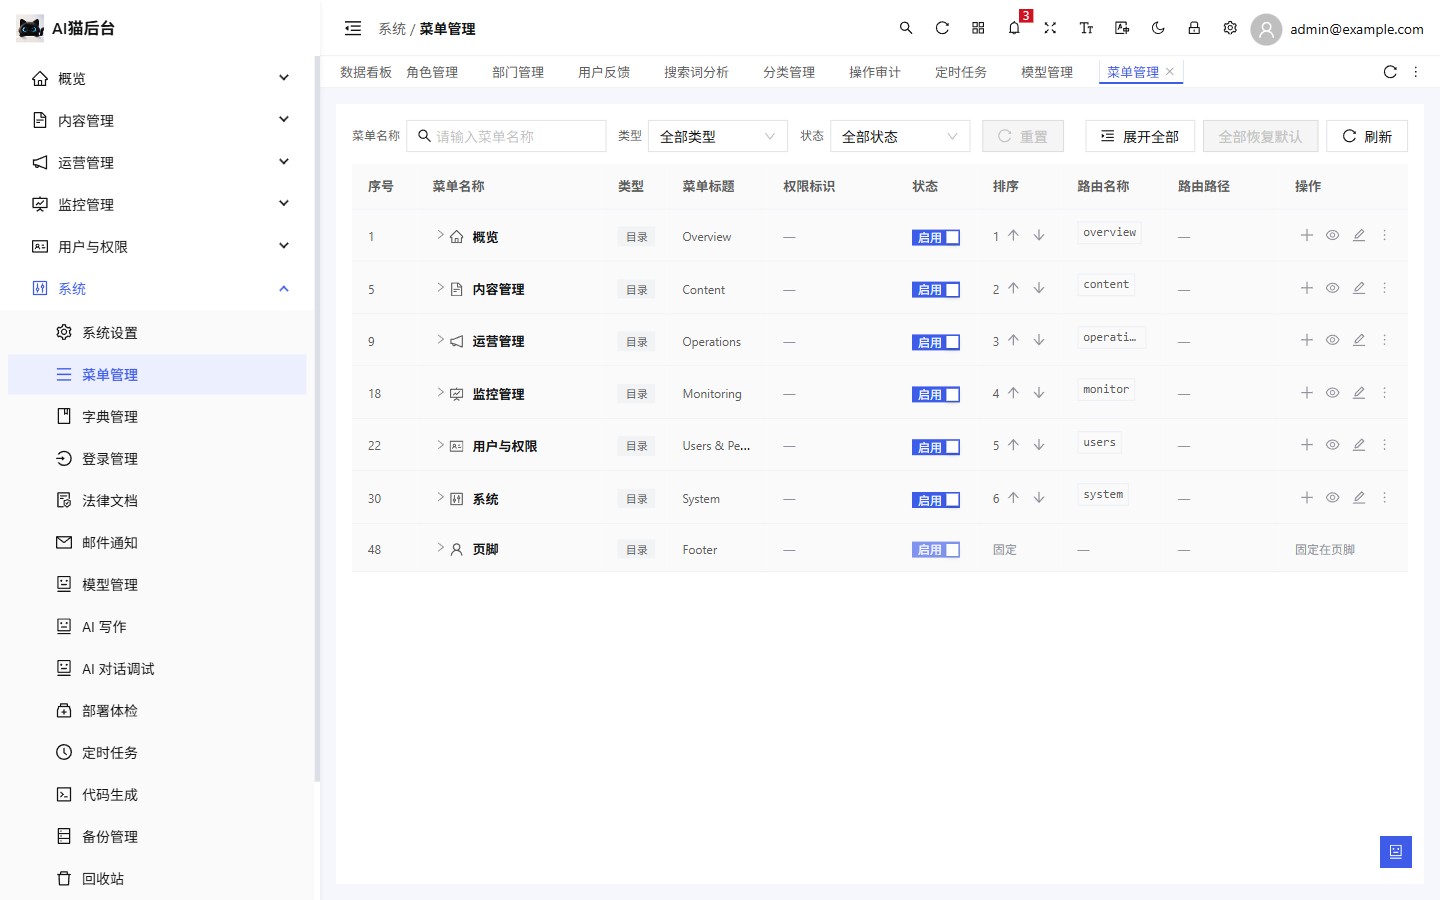 AI猫后台
系统 / 菜单管理
3
admin@example.com
概览
内容管理
运营管理
监控管理
用户与权限
系统
系统设置
菜单管理
字典管理
登录管理
法律文档
邮件通知
模型管理
AI 写作
AI 对话调试
部署体检
定时任务
代码生成
备份管理
回收站
数据看板 角色管理 部门管理 用户反馈 搜索词分析 分类管理 操作审计 定时任务 模型管理 菜单管理
菜单名称 请输入菜单名称 类型 全部类型 状态 全部状态 重置 展开全部 全部恢复默认 刷新
序号 菜单名称 类型 菜单标题 权限标识 状态 排序 路由名称 路由路径 操作
1 概览 目录 Overview — 启用 1 overview —
5 内容管理 目录 Content — 启用 2 content —
9 运营管理 目录 Operations — 启用 3 operati… —
18 监控管理 目录 Monitoring — 启用 4 monitor —
22 用户与权限 目录 Users & Pe... — 启用 5 users —
30 系统 目录 System — 启用 6 system —
48 页脚 目录 Footer — 启用 固定 — — 固定在页脚